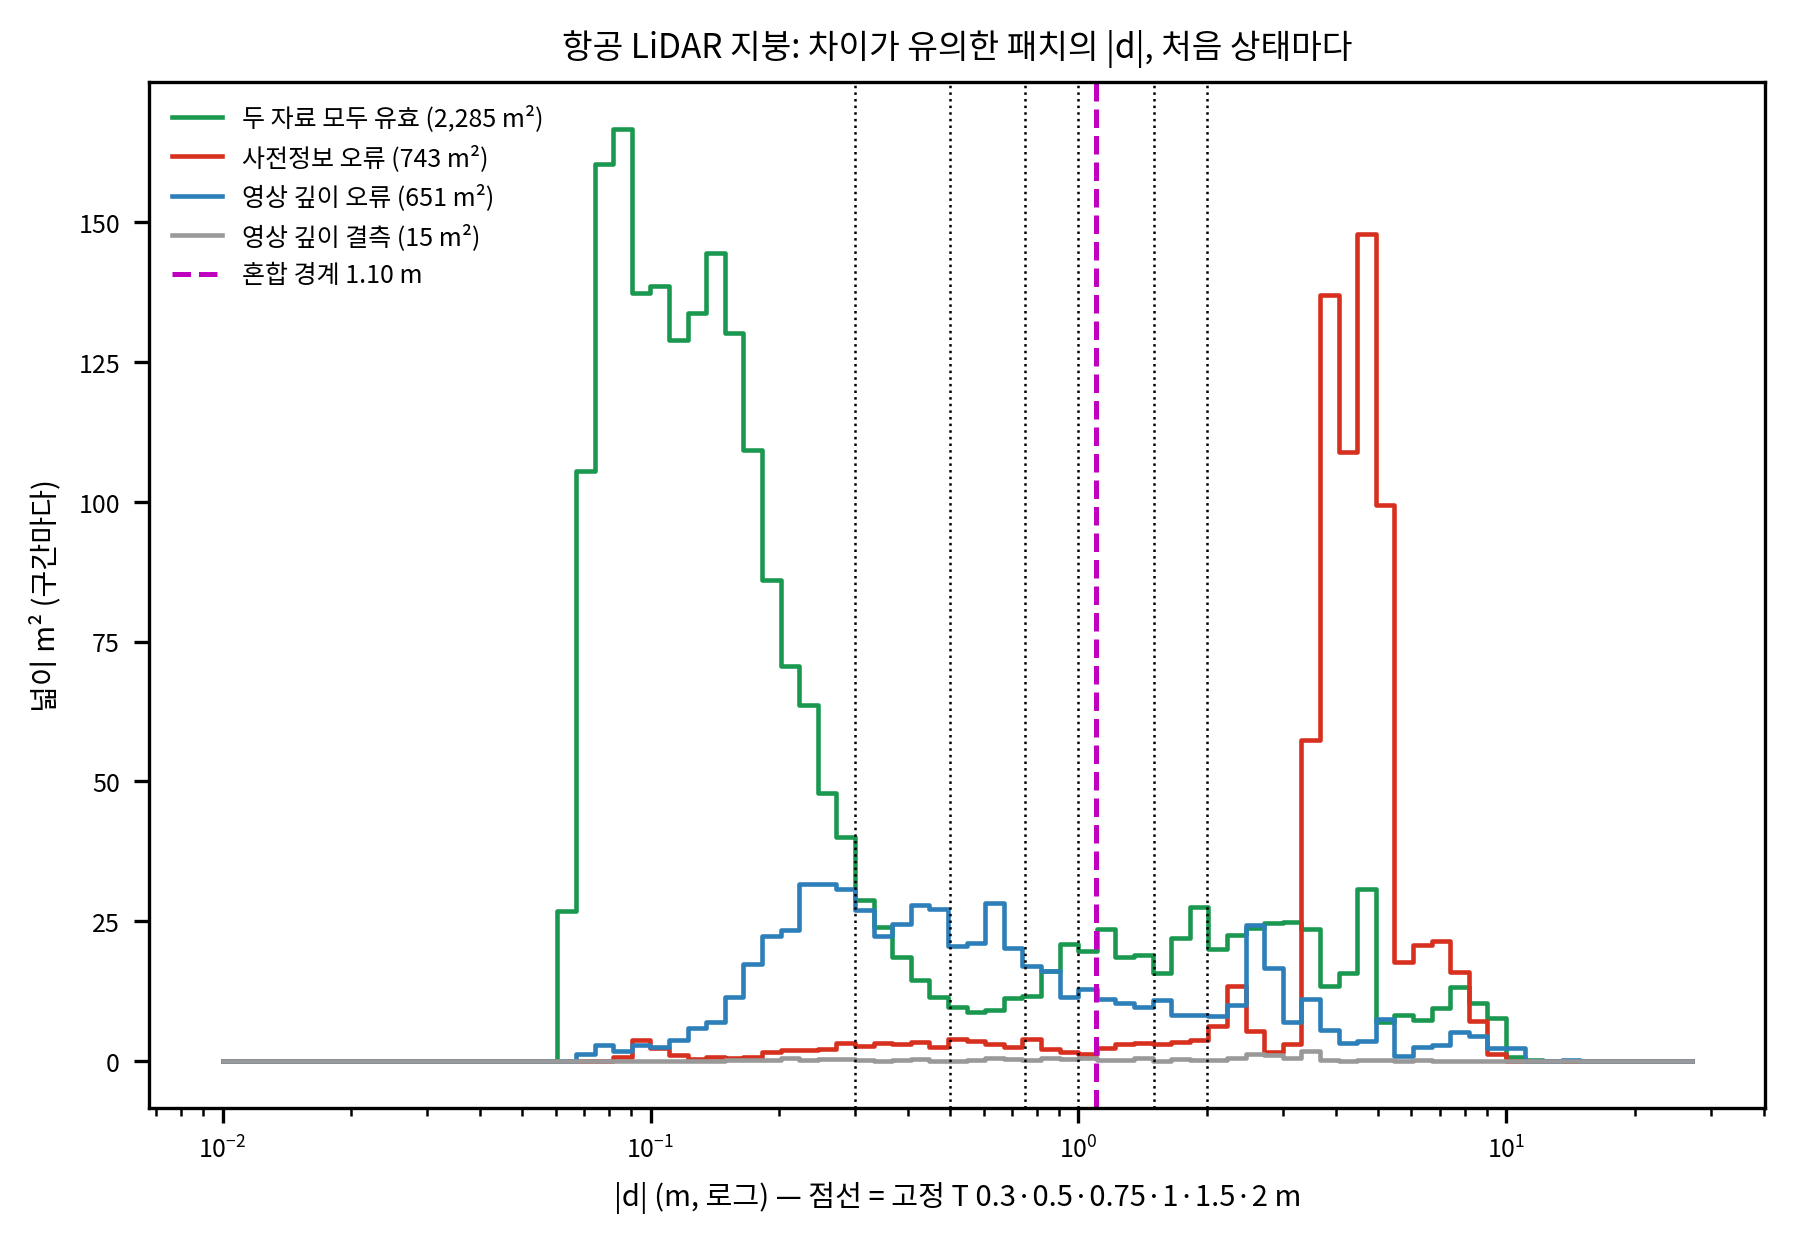 항공 LiDAR 지붕: 차이가 유의한 패치의 |d|, 처음 상태마다
두 자료 모두 유효 (2,285 m²)
사전정보 오류 (743 m²)
영상 깊이 오류 (651 m²)
영상 깊이 결측 (15 m²)
혼합 경계 1.10 m
넓이 m² (구간마다)
150
125
100
75
50
25
0
10⁻² 10⁻¹ 10⁰ 10¹
|d| (m, 로그) — 점선 = 고정 T 0.3·0.5·0.75·1·1.5·2 m